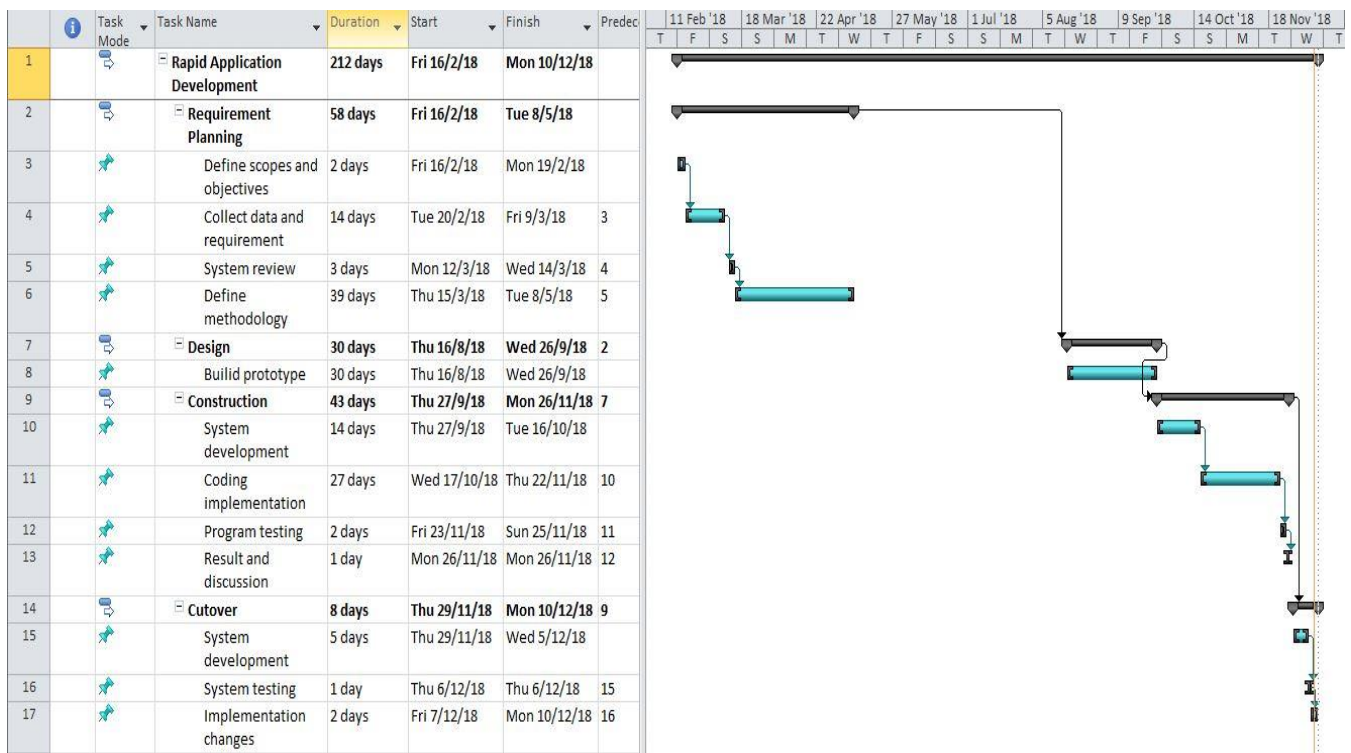 Task Mode Task Name Duration Start Finish Predec
11 Feb '18 18 Mar '18 22 Apr '18 27 May '18 1 Jul '18 5 Aug '18 9 Sep '18 14 Oct '18 18 Nov '18
T F S S M T W T F S S M T W T F S S M T W T
1 Rapid Application Development 212 days Fri 16/2/18 Mon 10/12/18
2 Requirement Planning 58 days Fri 16/2/18 Tue 8/5/18
3 Define scopes and objectives 2 days Fri 16/2/18 Mon 19/2/18
4 Collect data and requirement 14 days Tue 20/2/18 Fri 9/3/18 3
5 System review 3 days Mon 12/3/18 Wed 14/3/18 4
6 Define methodology 39 days Thu 15/3/18 Tue 8/5/18 5
7 Design 30 days Thu 16/8/18 Wed 26/9/18 2
8 Builid prototype 30 days Thu 16/8/18 Wed 26/9/18
9 Construction 43 days Thu 27/9/18 Mon 26/11/18 7
10 System development 14 days Thu 27/9/18 Tue 16/10/18
11 Coding implementation 27 days Wed 17/10/18 Thu 22/11/18 10
12 Program testing 2 days Fri 23/11/18 Sun 25/11/18 11
13 Result and discussion 1 day Mon 26/11/18 Mon 26/11/18 12
14 Cutover 8 days Thu 29/11/18 Mon 10/12/18 9
15 System development 5 days Thu 29/11/18 Wed 5/12/18
16 System testing 1 day Thu 6/12/18 Thu 6/12/18 15
17 Implementation changes 2 days Fri 7/12/18 Mon 10/12/18 16